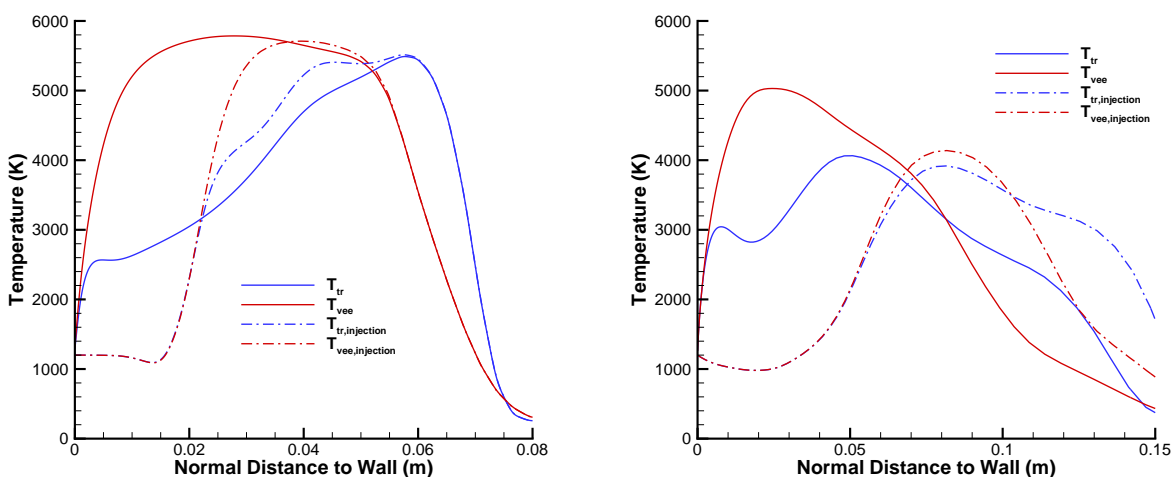 6000
5000
4000
3000
2000
1000
0
Temperature (K)
0 0.02 0.04 0.06 0.08
Normal Distance to Wall (m)
T_tr
T_vee
T_tr,injection
T_vee,injection
6000
5000
4000
3000
2000
1000
0
Temperature (K)
0 0.05 0.1 0.15
Normal Distance to Wall (m)
T_tr
T_vee
T_tr,injection
T_vee,injection